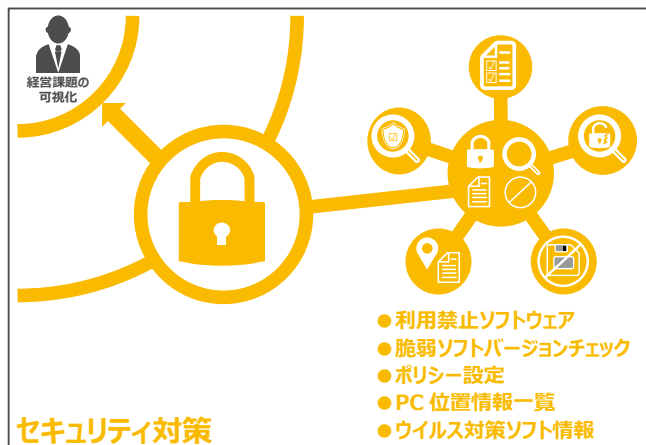 経営課題の
可視化
●利用禁止ソフトウェア
●脆弱ソフトバージョンチェック
●ポリシー設定
●PC 位置情報一覧
●ウイルス対策ソフト情報
セキュリティ対策